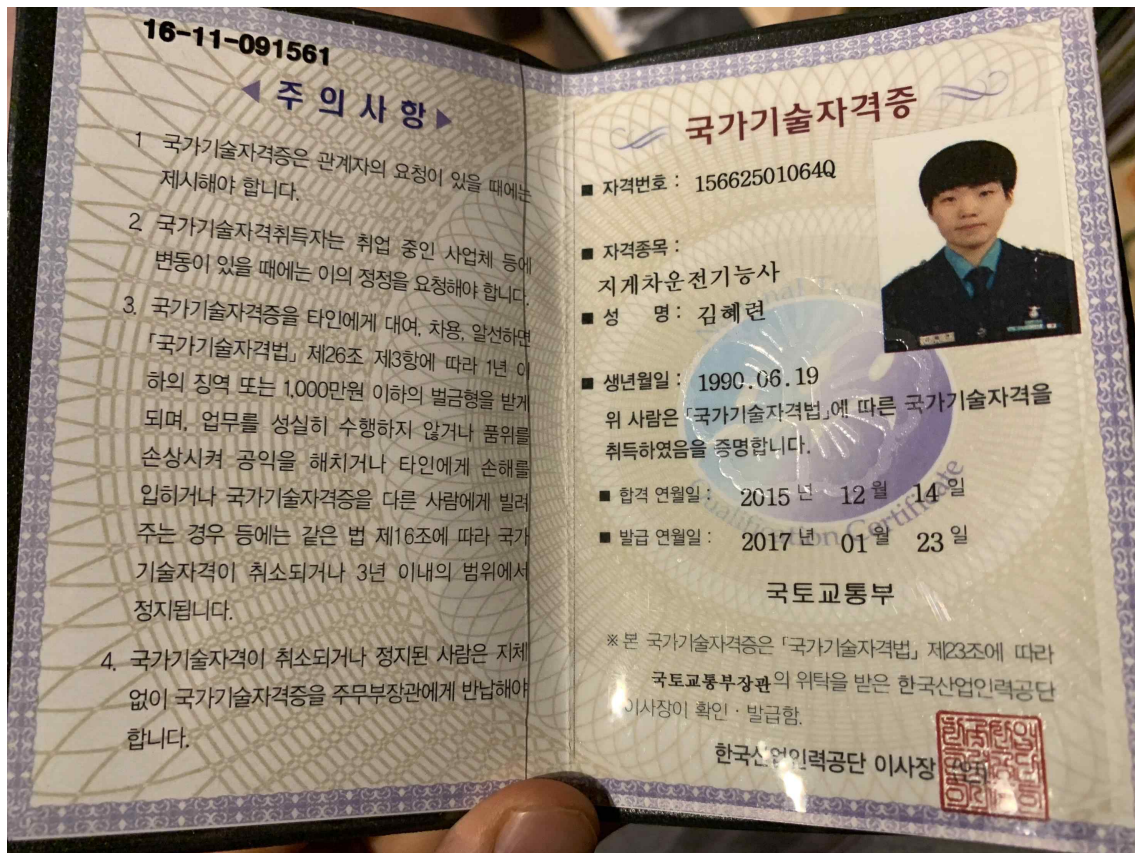 16-11-091561
◀ 주 의 사 항 ▶
1 국가기술자격증은 관계자의 요청이 있을 때에는
제시해야 합니다.
2. 국가기술자격취득자는 취업 중인 사업체 등에
변동이 있을 때에는 이의 정정을 요청해야 합니다.
3. 국가기술자격증을 타인에게 대여, 차용, 알선하면
「국가기술자격법」 제26조 제3항에 따라 1년 이
하의 징역 또는 1,000만원 이하의 벌금형을 받게
되며, 업무를 성실히 수행하지 않거나 품위를
손상시켜 공익을 해치거나 타인에게 손해를
입히거나 국가기술자격증을 다른 사람에게 빌려
주는 경우 등에는 같은 법 제16조에 따라 국가
기술자격이 취소되거나 3년 이내의 범위에서
정지됩니다.
4. 국가기술자격이 취소되거나 정지된 사람은 지체
없이 국가기술자격증을 주무부장관에게 반납해야
합니다.
국가기술자격증
■ 자격번호 : 15662501064Q
■ 자격종목 :
지게차운전기능사
■ 성 명 : 김혜련
■ 생년월일 : 1990.06.19
위 사람은 「국가기술자격법」에 따른 국가기술자격을
취득하였음을 증명합니다.
■ 합격 연월일 : 2015 년 12 월 14 일
■ 발급 연월일 : 2017 년 01 월 23 일
Qualification Certificate
국토교통부
※ 본 국가기술자격증은 「국가기술자격법」 제23조에 따라
국토교통부장관의 위탁을 받은 한국산업인력공단
이사장이 확인 · 발급함.
한국산업인력공단 이사장